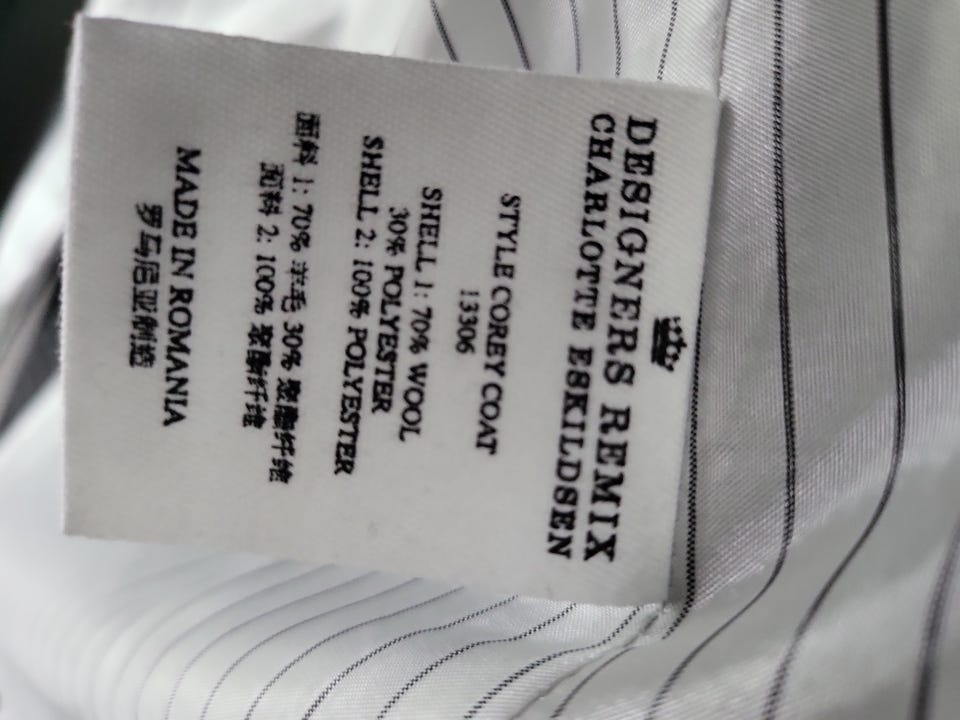 DESIGNERS REMIX
CHARLOTTE ESKILDSEN
STYLE COREY COAT
13306
SHELL 1: 70% WOOL
30% POLYESTER
SHELL 2: 100% POLYESTER
面料 1: 70% 羊毛 30% 聚酯纤维
面料 2: 100% 聚酯纤维
MADE IN ROMANIA
罗马尼亚制造